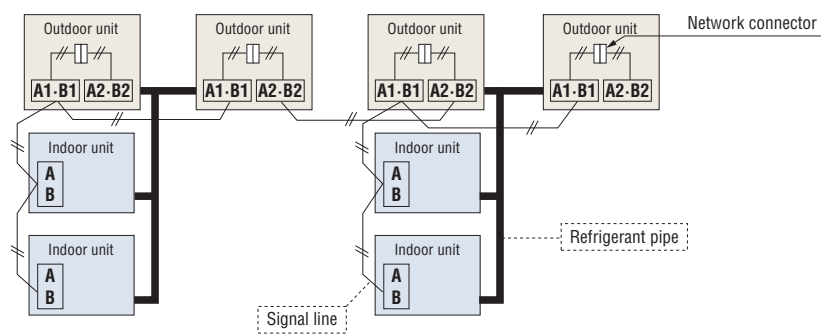 Outdoor unit Outdoor unit Outdoor unit Outdoor unit Network connector
A1·B1 A2·B2 A1·B1 A2·B2 A1·B1 A2·B2 A1·B1 A2·B2
Indoor unit Indoor unit
A A
B B
Refrigerant pipe
Indoor unit Indoor unit
A A
B B
Signal line